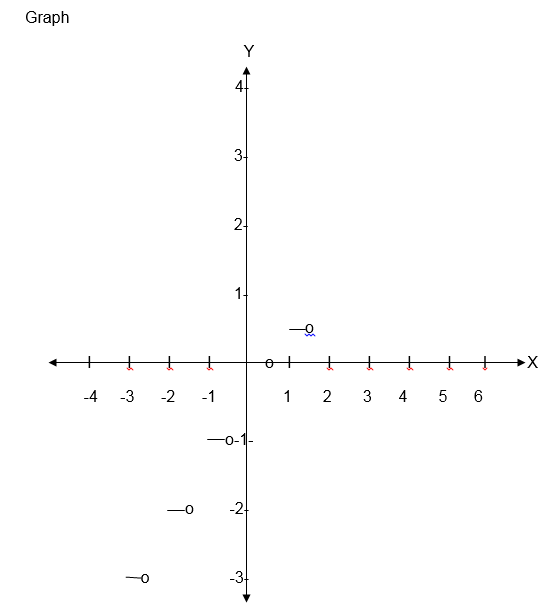 Graph
Y
4
3
2
1
—o
o
X
-4 -3 -2 -1 1 2 3 4 5 6
—o-1-
—o -2
—o -3